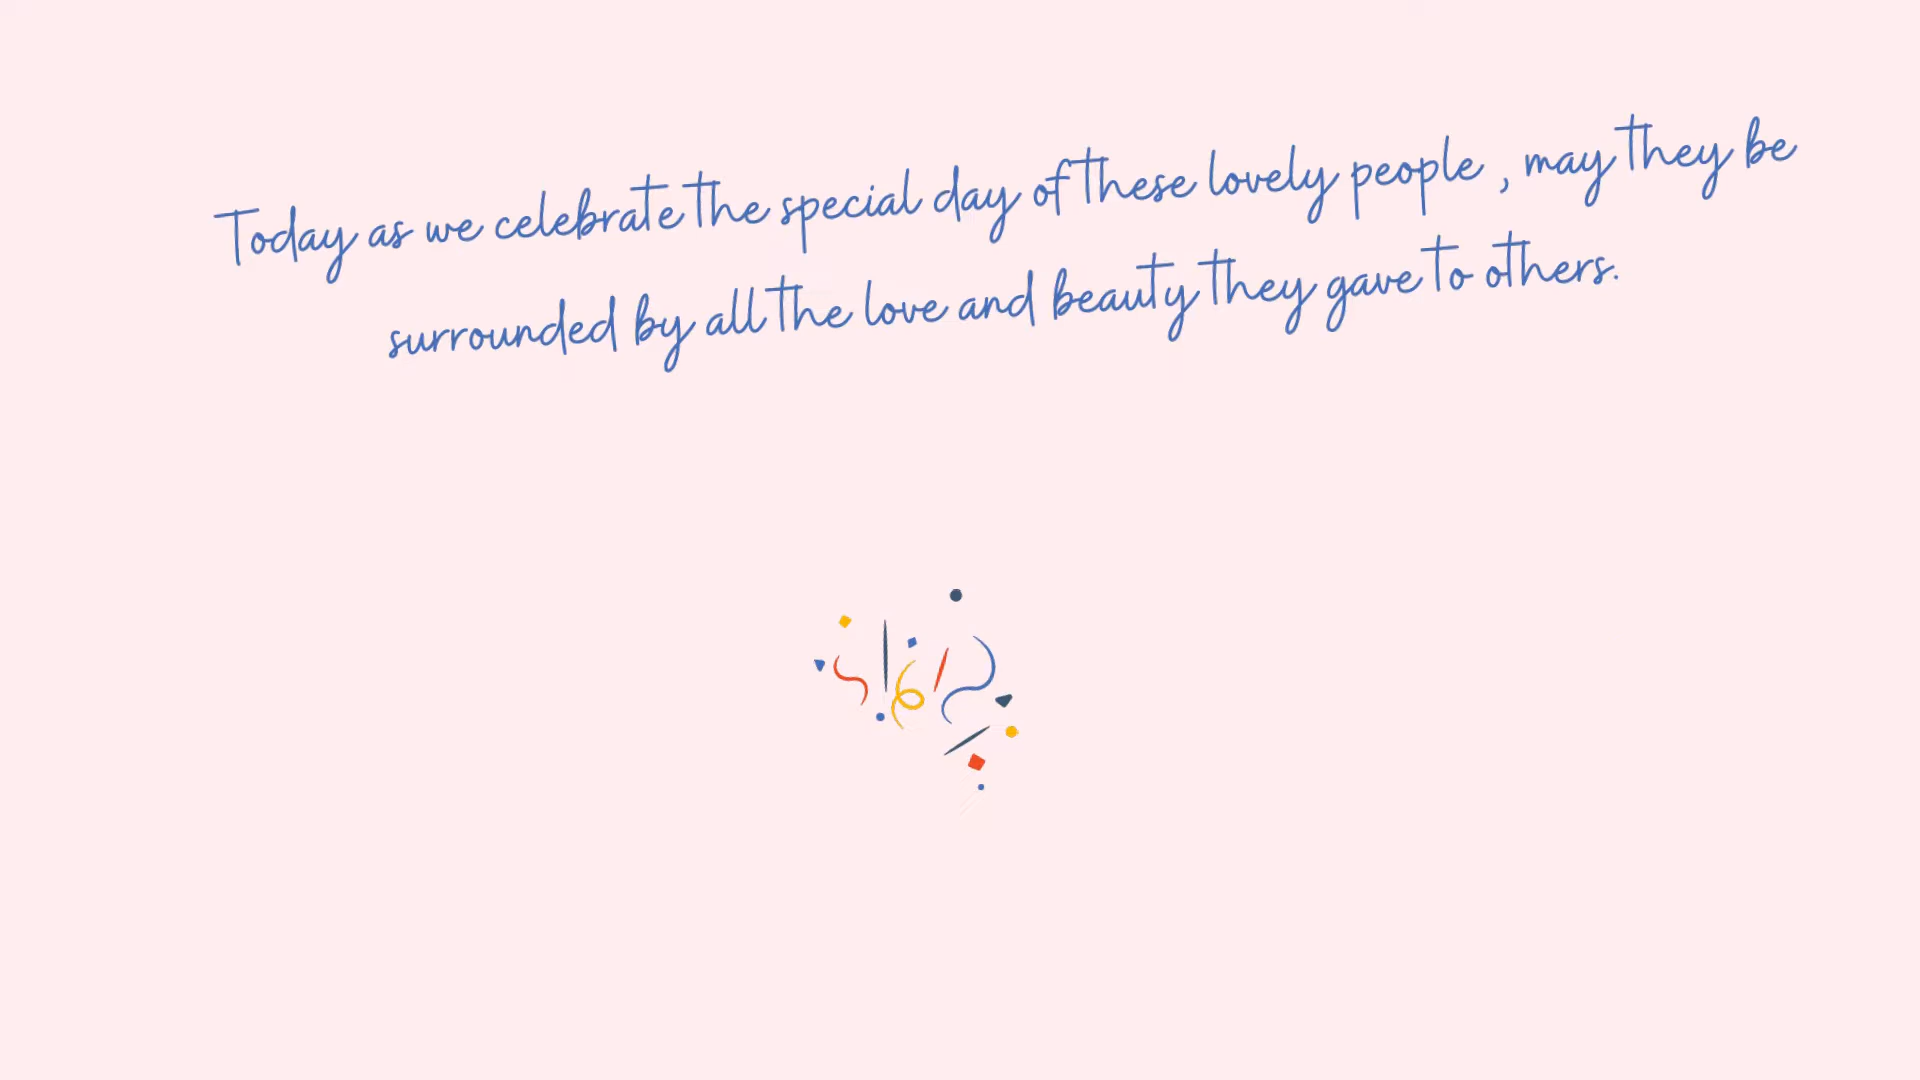 Today as we celebrate the special day of these lovely people , may they be
surrounded by all the love and beauty they gave to others.